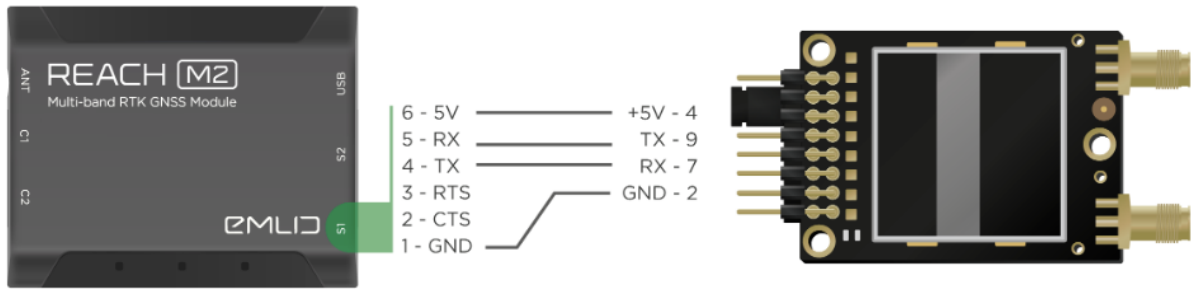 REACH M2
Multi-band RTK GNSS Module
ANT
C1
C2
USB
S2
S1
EMLID
6 - 5V
5 - RX
4 - TX
3 - RTS
2 - CTS
1 - GND
+5V - 4
TX - 9
RX - 7
GND - 2